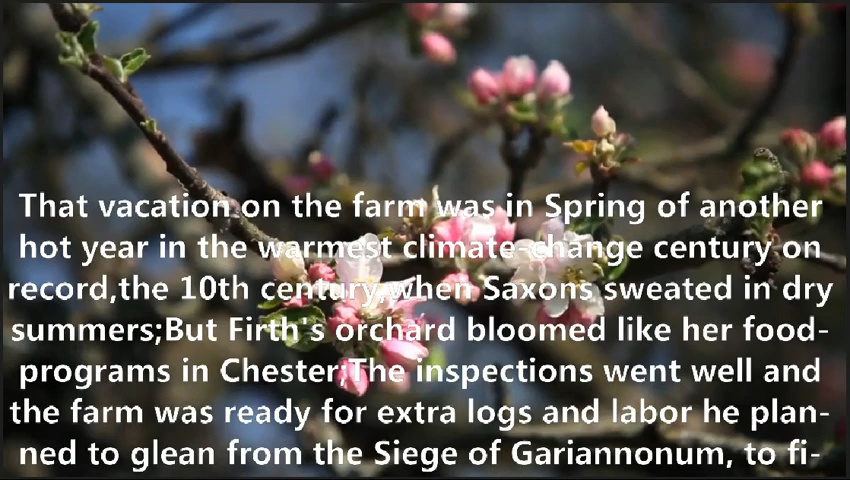 That vacation on the farm was in Spring of another
hot year in the warmest climate-change century on
record,the 10th century,when Saxons sweated in dry
summers;But Firth's orchard bloomed like her food-
programs in Chester;The inspections went well and
the farm was ready for extra logs and labor he plan-
ned to glean from the Siege of Gariannonum, to fi-